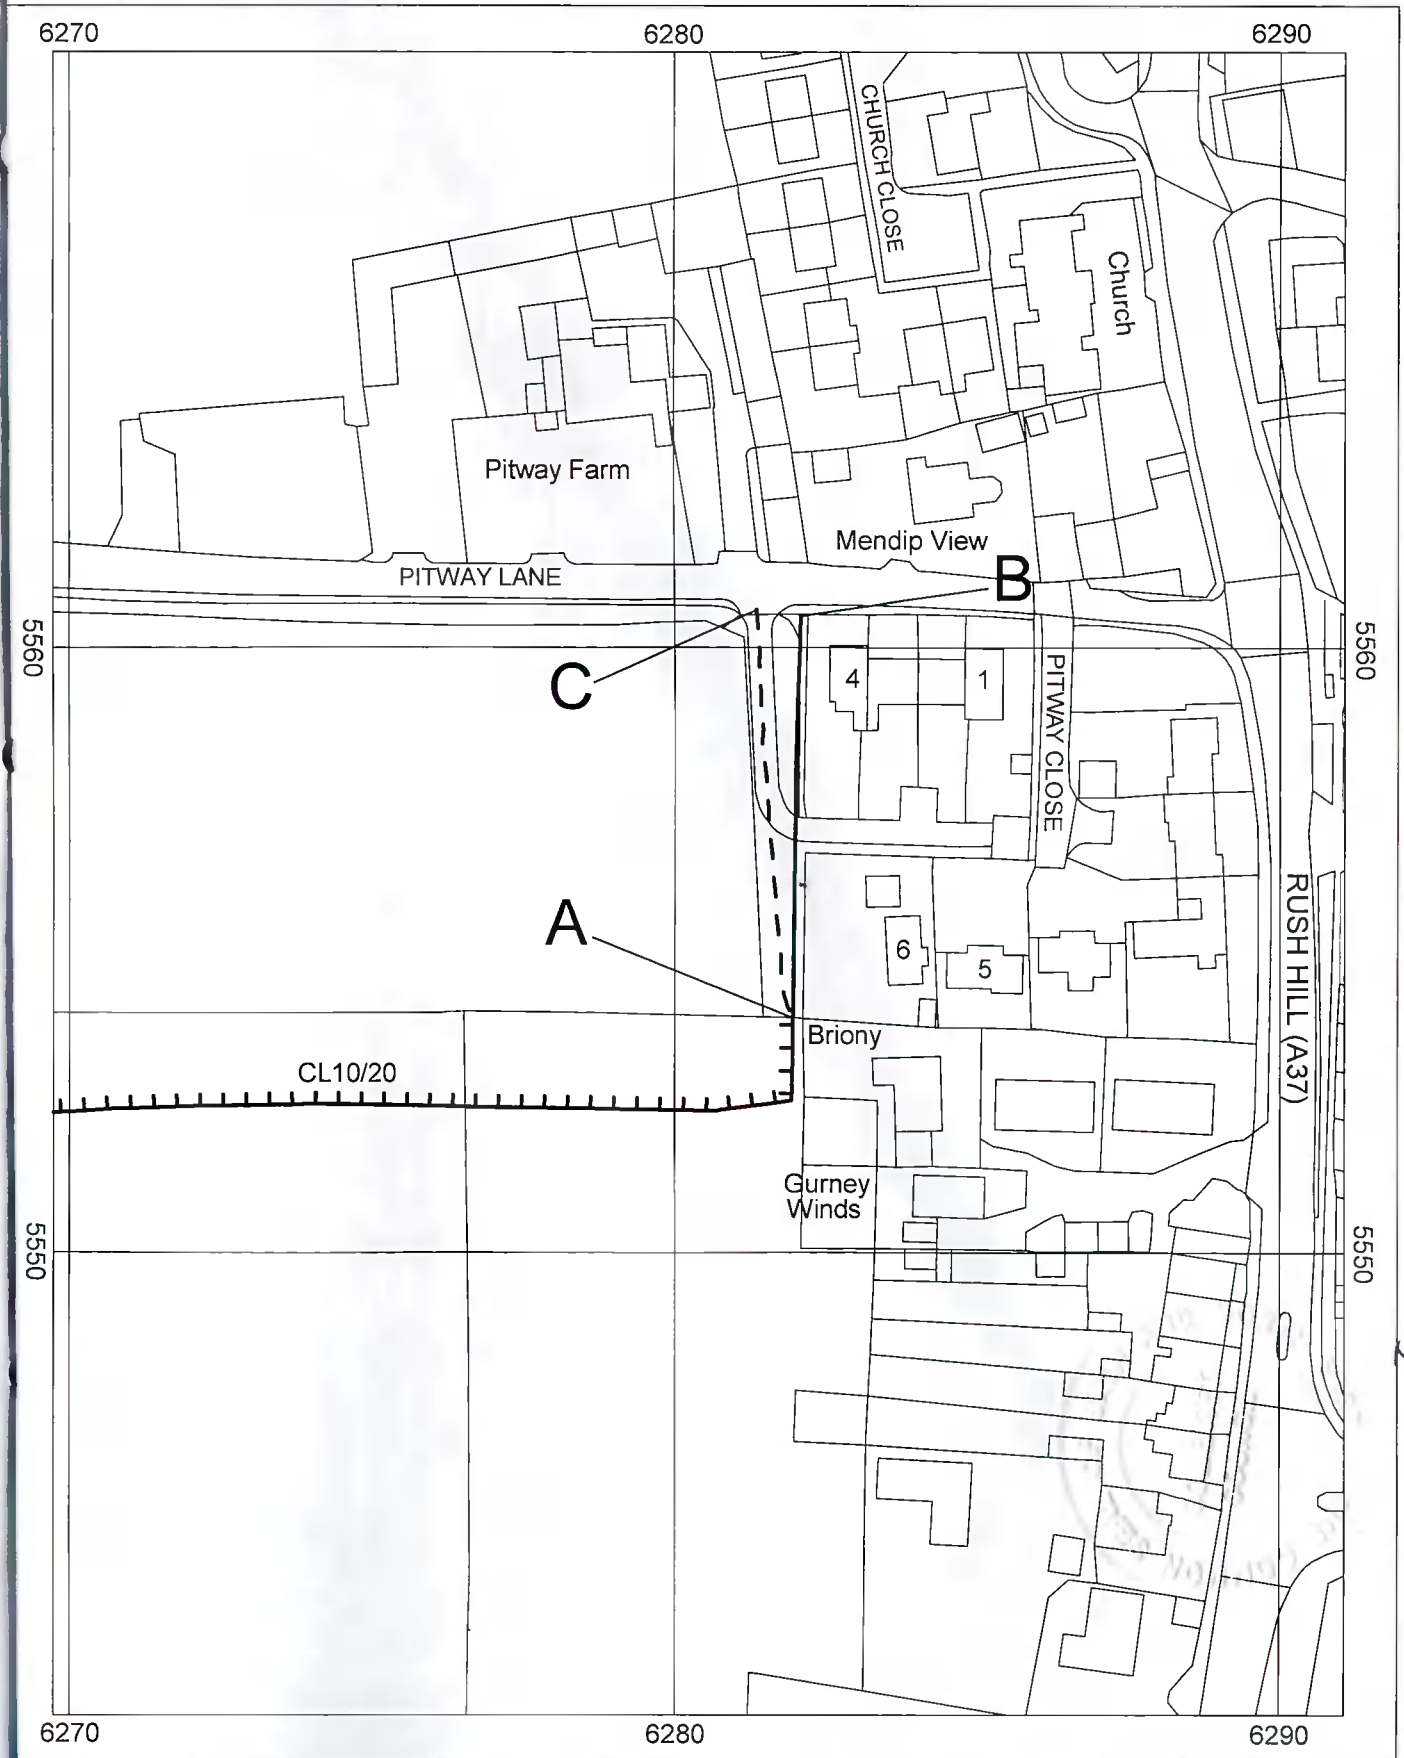 6270
6280
6290
CHURCH CLOSE
Church
Pitway Farm
Mendip View
PITWAY LANE
B
5560
5560
C
4
1
PITWAY CLOSE
A
6
5
RUSH HILL (A37)
Briony
CL10/20
Gurney
Winds
5550
5550
6270
6280
6290